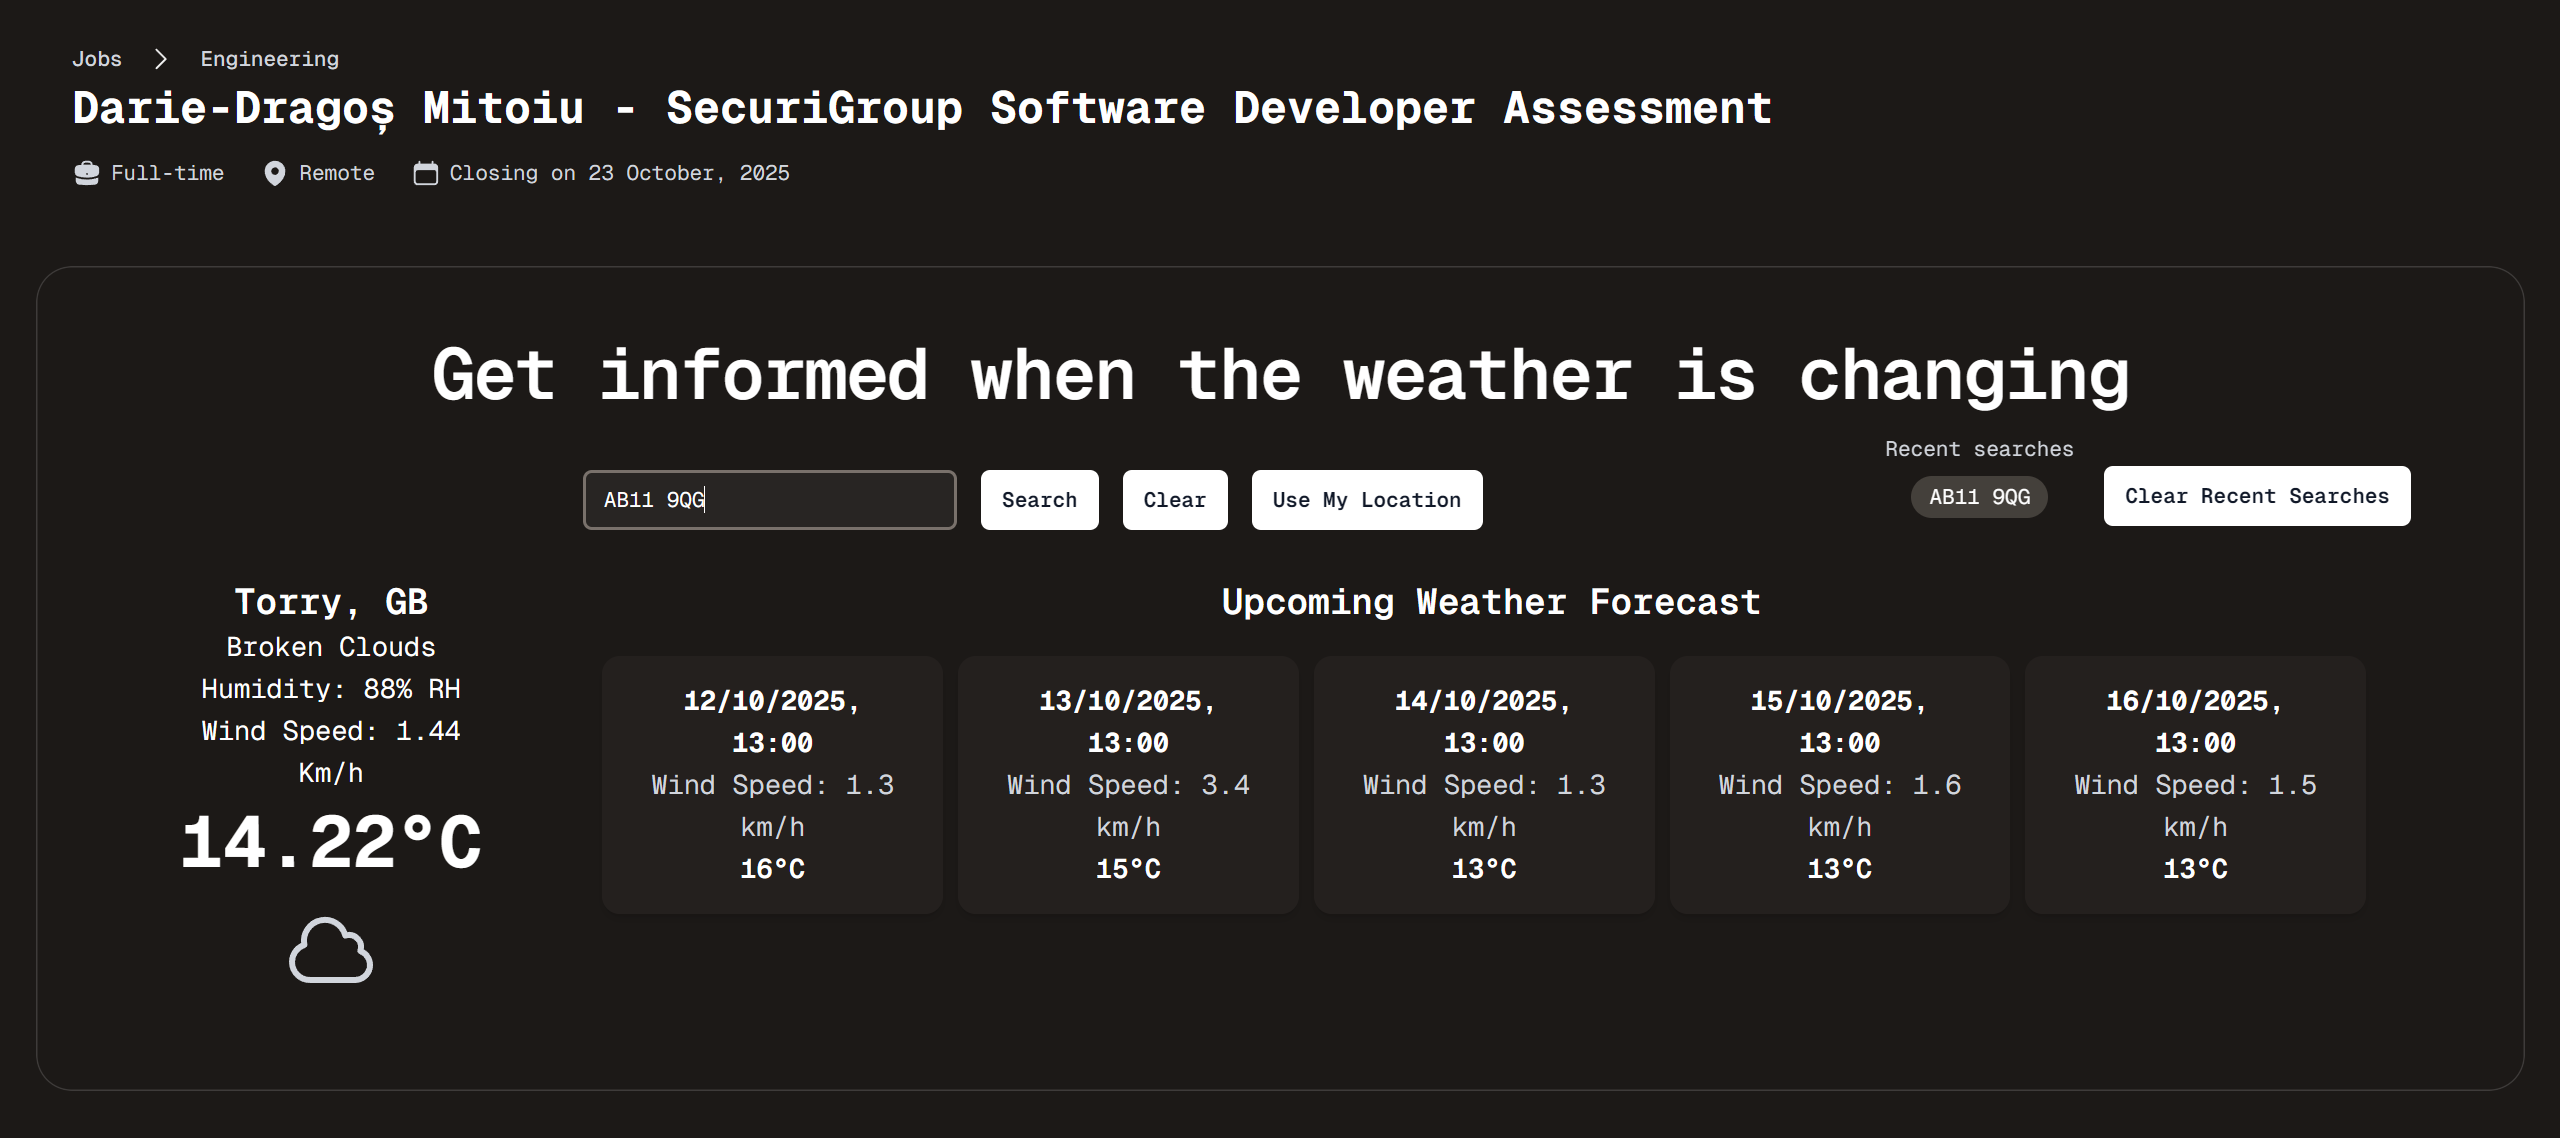 Jobs Engineering
Darie-Dragoș Mitoiu - SecuriGroup Software Developer Assessment
Full-time Remote Closing on 23 October, 2025
Get informed when the weather is changing
Recent searches
AB11 9QG Search Clear Use My Location AB11 9QG Clear Recent Searches
Torry, GB
Broken Clouds
Humidity: 88% RH
Wind Speed: 1.44
Km/h
14.22°C
Upcoming Weather Forecast
12/10/2025,
13:00
Wind Speed: 1.3
km/h
16°C
13/10/2025,
13:00
Wind Speed: 3.4
km/h
15°C
14/10/2025,
13:00
Wind Speed: 1.3
km/h
13°C
15/10/2025,
13:00
Wind Speed: 1.6
km/h
13°C
16/10/2025,
13:00
Wind Speed: 1.5
km/h
13°C